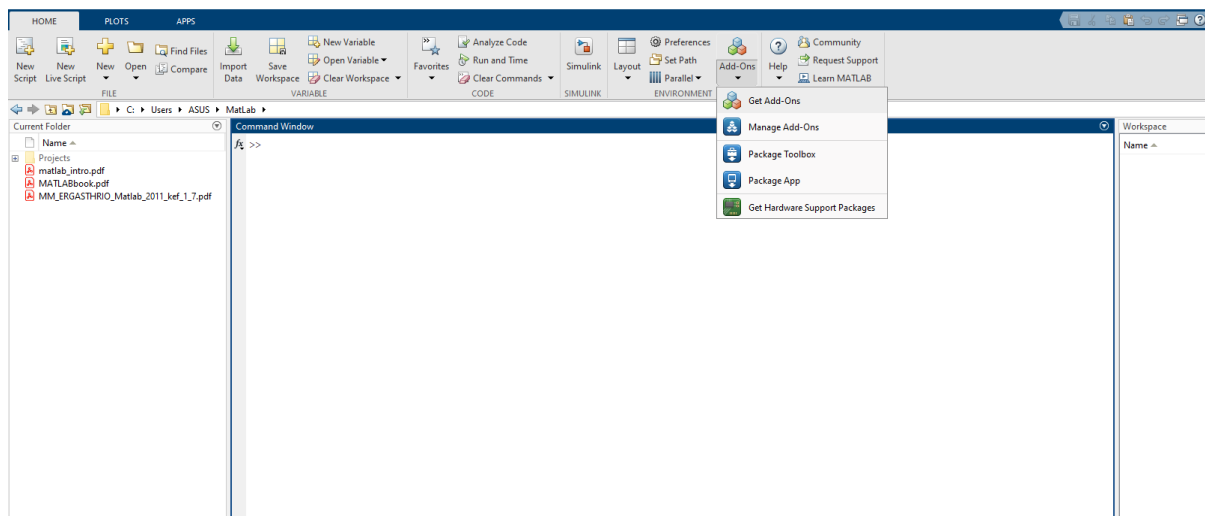 HOME PLOTS APPS
New Script
New Live Script
New
Open
Find Files
Compare
Import Data
Save Workspace
New Variable
Open Variable
Clear Workspace
Favorites
Analyze Code
Run and Time
Clear Commands
Simulink
Layout
Preferences
Set Path
Parallel
Add-Ons
Help
Community
Request Support
Learn MATLAB
FILE VARIABLE CODE SIMULINK ENVIRONMENT
Get Add-Ons
Manage Add-Ons
Package Toolbox
Package App
Get Hardware Support Packages
C: Users ASUS MatLab
Current Folder
Name
Projects
matlab_intro.pdf
MATLABbook.pdf
MM_ERGASTHRIO_Matlab_2011_kef_1_7.pdf
Command Window
fx >>
Workspace
Name